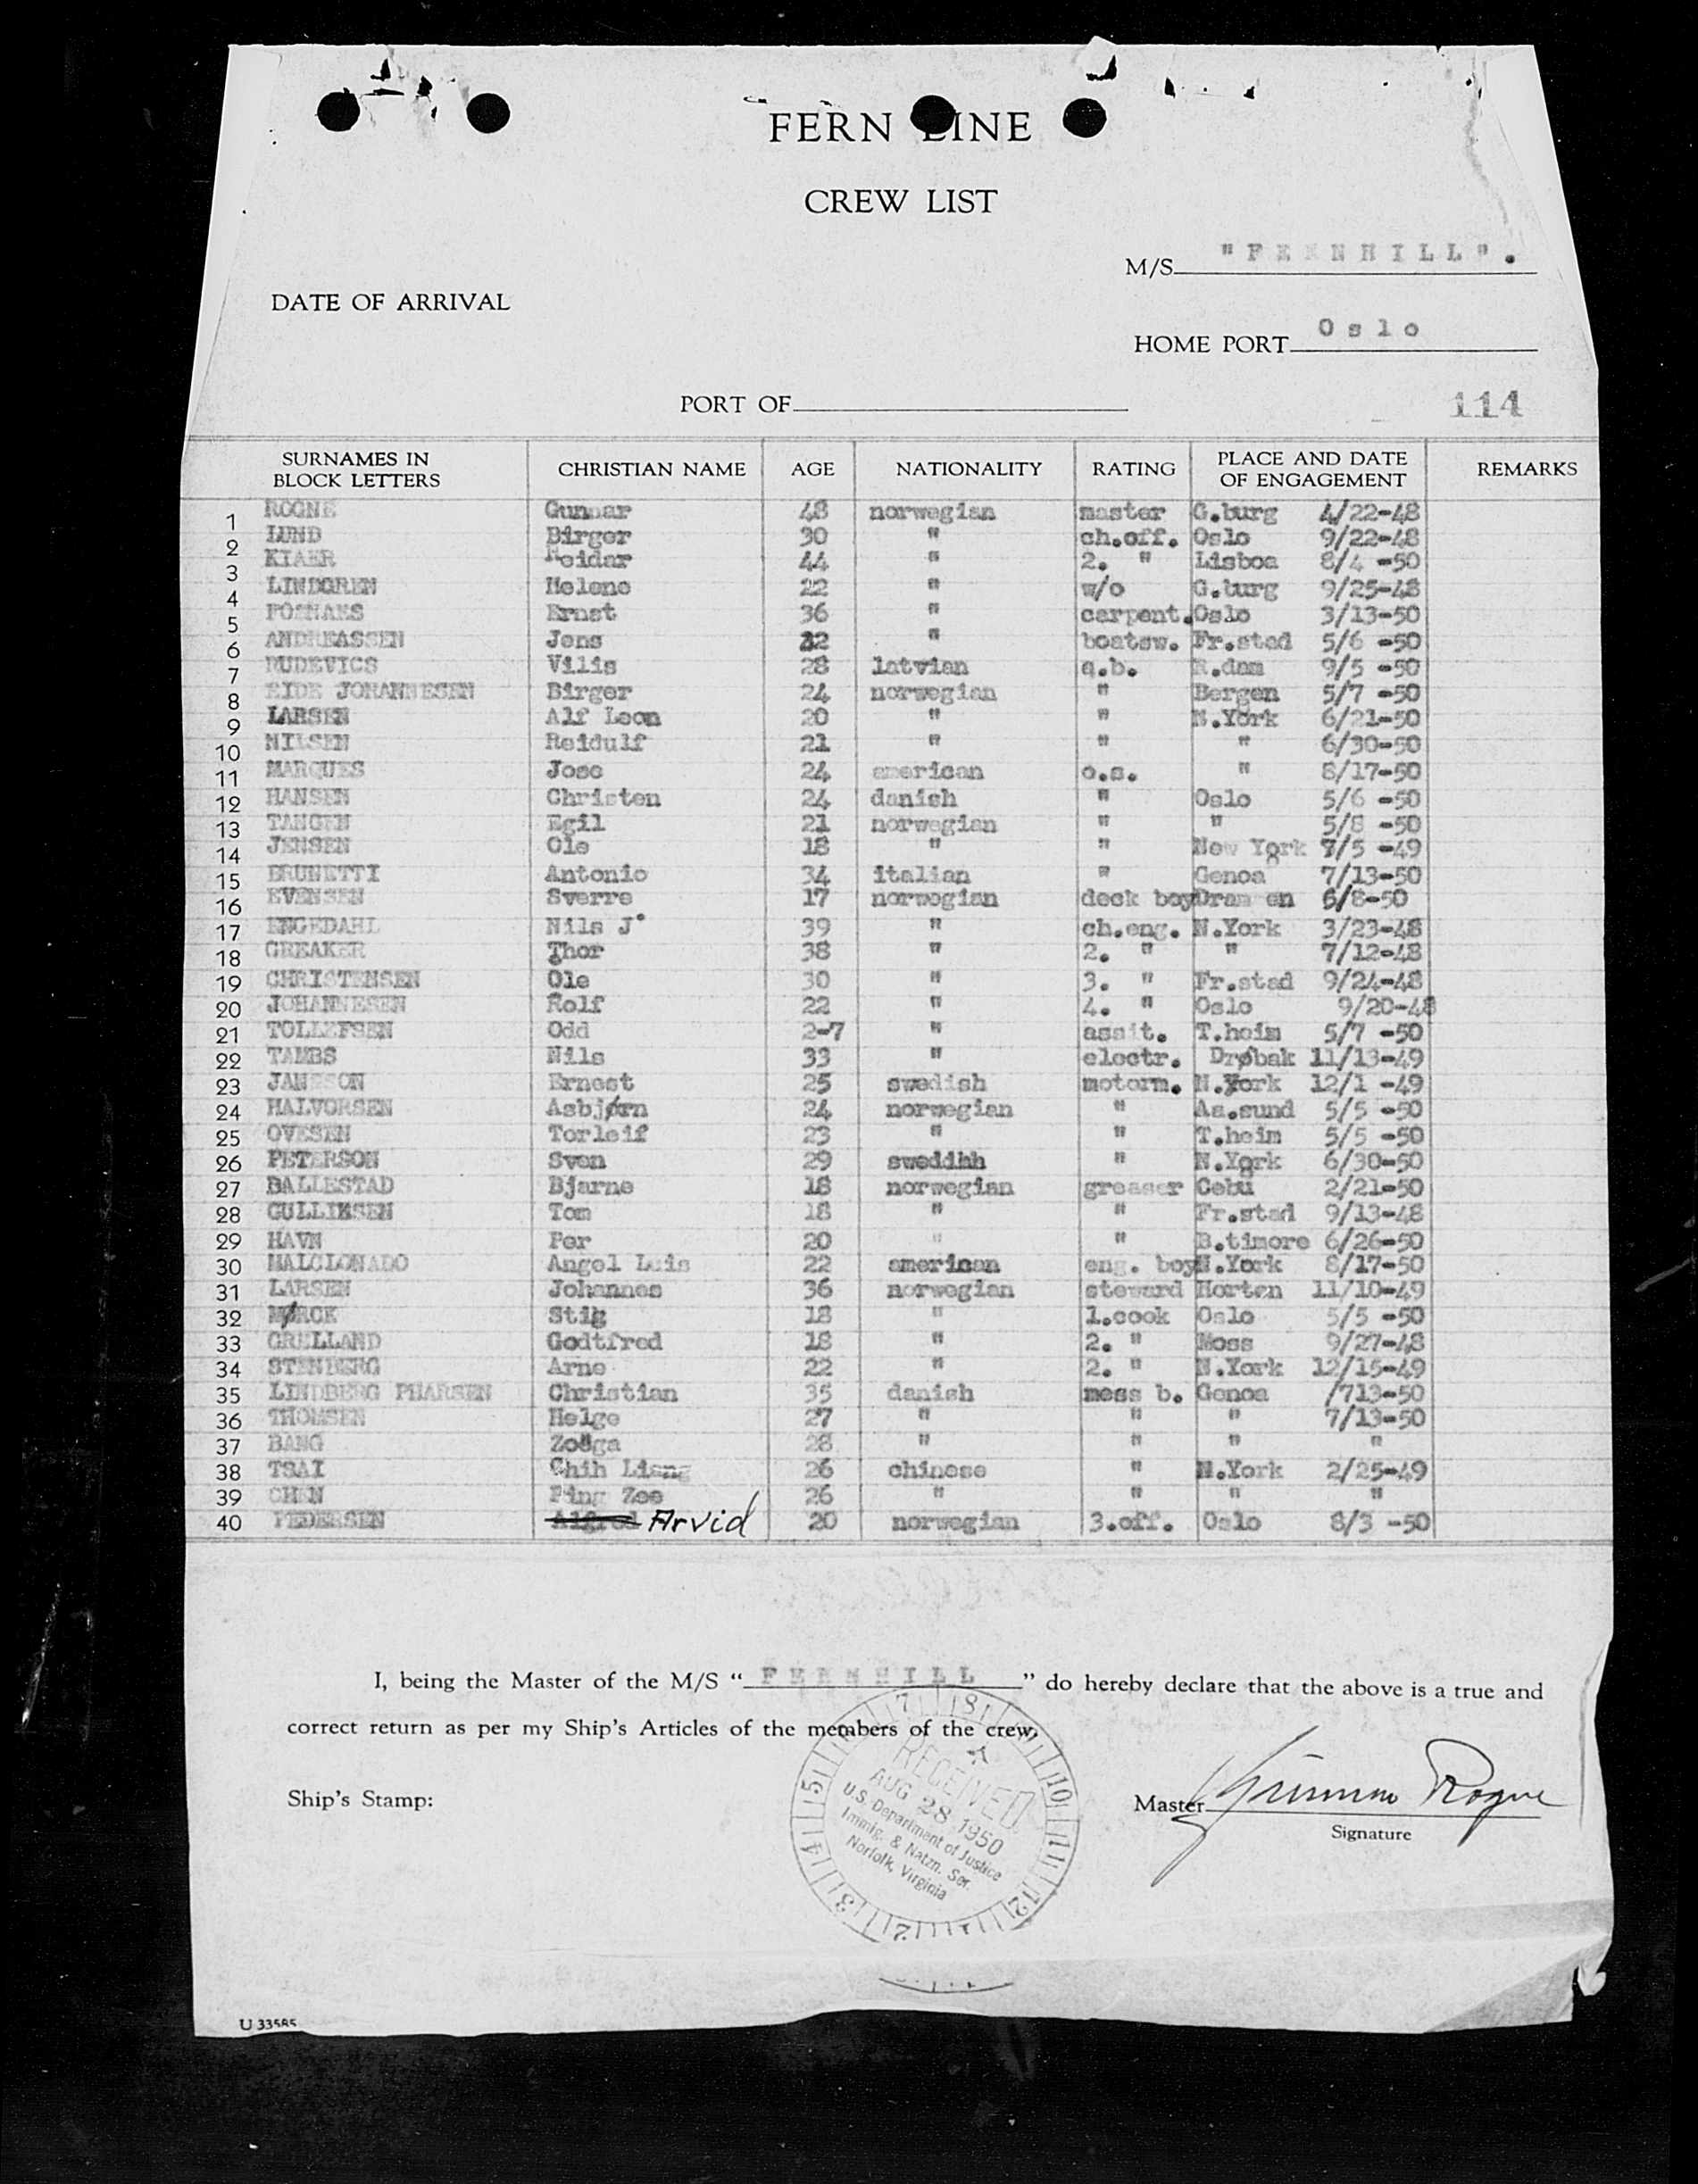 FERN LINE
CREW LIST
M/S "FERNHILL".
DATE OF ARRIVAL
HOME PORT Oslo
PORT OF
114
SURNAMES IN BLOCK LETTERS CHRISTIAN NAME AGE NATIONALITY RATING PLACE AND DATE OF ENGAGEMENT REMARKS
1 ROGNE Gunnar 48 norwegian master G.burg 4/22-48
2 LUND Birger 30 " ch.off. Oslo 9/22-48
3 KIAER Reidar 44 " 2. " Lisboa 8/4 -50
4 LINDGREN Helene 22 " w/o G.burg 9/25-48
5 Ernst 36 " carpent. Oslo 3/13-50
6 ANDREASSEN Jens " boatsw. Fr.stad 5/6 -50
7 RUDEVICS Vilis 28 latvian a.b. R.dam 9/5 -50
8 EIDE JOHANNESEN Birger 24 norwegian " Bergen 5/7 -50
9 LARSEN Alf Leon 20 " " N.York 6/21-50
10 NILSEN Reidulf 21 " " " 6/30-50
11 MARQUES Jose 24 american o.s. " 8/17-50
12 HANSEN Christen 24 danish " Oslo 5/6 -50
13 TANGEN Egil 21 norwegian " " 5/8 -50
14 JENSEN Ole 18 " " New York 7/5 -49
15 BRUNETTI Antonio 34 italian " Genoa 7/13-50
16 EVENSEN Sverre 17 norwegian deck boy Dram en 6/8-50
17 ENGEDAHL Nils J. 39 " ch.eng. N.York 3/23-48
18 GREAKER Thor 38 " 2. " " 7/12-48
19 CHRISTENSEN Ole 30 " 3. " Fr.stad 9/24-48
20 JOHANNESEN Rolf 22 " 4. " Oslo 9/20-48
21 TOLLEFSEN Odd 2-7 " assit. T.heim 5/7 -50
22 TAMBS Nils 33 " electr. Drøbak 11/13-49
23 JANSSON Ernest 25 swedish motorm. N.York 12/1 -49
24 HALVORSEN Asbjørn 24 norwegian " Aa.sund 5/5 -50
25 OVESEN Torleif 23 " " T.heim 5/5 -50
26 PETERSON Sven 29 sweddhh " N.York 6/30-50
27 BALLESTAD Bjarne 18 norwegian greaser Cebu 2/21-50
28 GULLIKSEN Tom 18 " " Fr.stad 9/13-48
29 HAVN Per 20 " " B.timore 6/26-50
30 MALCLONADO Angel Luis 22 american eng. boy N.York 8/17-50
31 LARSEN Johannes 36 norwegian steward Horten 11/10-49
32 MØRCK Stig 18 " 1.cook Oslo 5/5 -50
33 GRELLAND Godtfred 18 " 2. " Moss 9/27-48
34 STENBERG Arne 22 " 2. " N.York 12/15-49
35 LINDBERG PHARSEN Christian 35 danish mess b. Genoa /713-50
36 THOMSEN Helge 27 " " " 7/13-50
37 BANG Zoëga 28 " " " "
38 TSAI Chih Liang 26 chinese " N.York 2/25-49
39 CHEN Ping Zee 26 " " " "
40 PEDERSEN Alfred Arvid 20 norwegian 3.off. Oslo 8/3 -50
I, being the Master of the M/S "FERNHILL" do hereby declare that the above is a true and
correct return as per my Ship's Articles of the members of the crew.
Ship's Stamp:
Master Gunnar Rogne
Signature
RECEIVED
AUG 28 1950
U.S. Department of Justice
Immig. & Natzn. Ser.
Norfolk, Virginia
U 33585